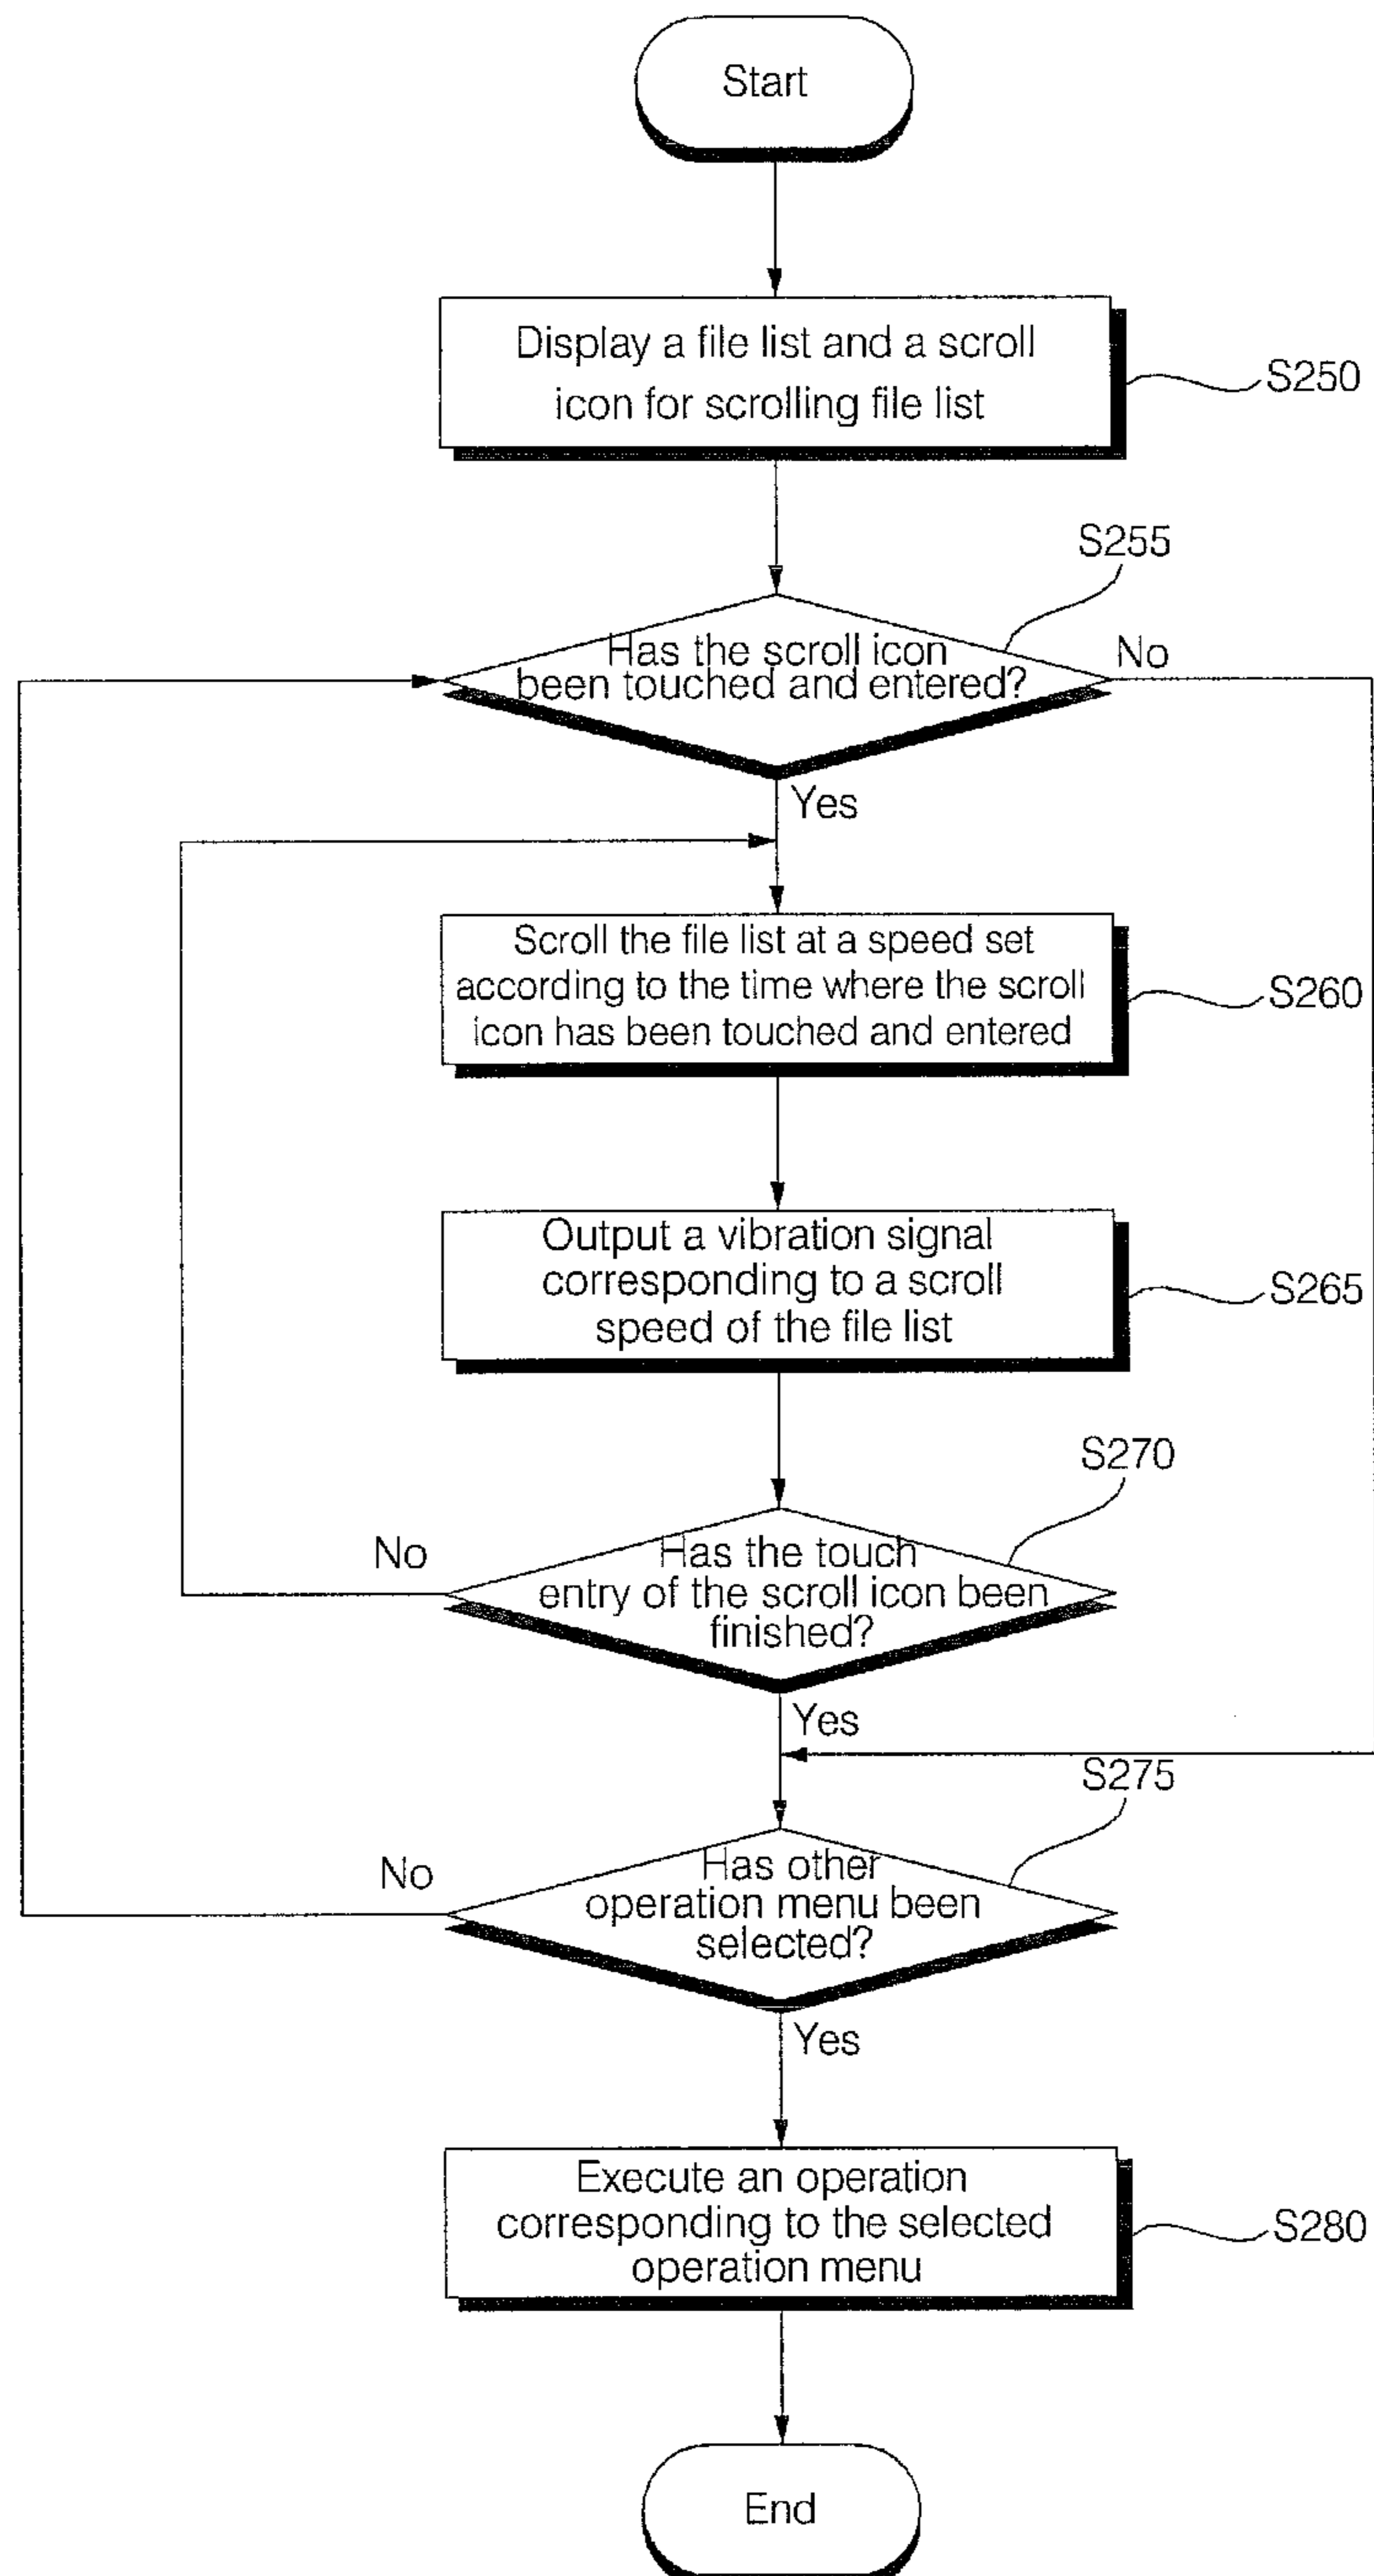 Start
Display a file list and a scroll
icon for scrolling file list
S250
S255
Has the scroll icon
been touched and entered?
No
Yes
Scroll the file list at a speed set
according to the time where the scroll
icon has been touched and entered
S260
Output a vibration signal
corresponding to a scroll
speed of the file list
S265
S270
No
Has the touch
entry of the scroll icon been
finished?
Yes
S275
No
Has other
operation menu been
selected?
Yes
Execute an operation
corresponding to the selected
operation menu
S280
End